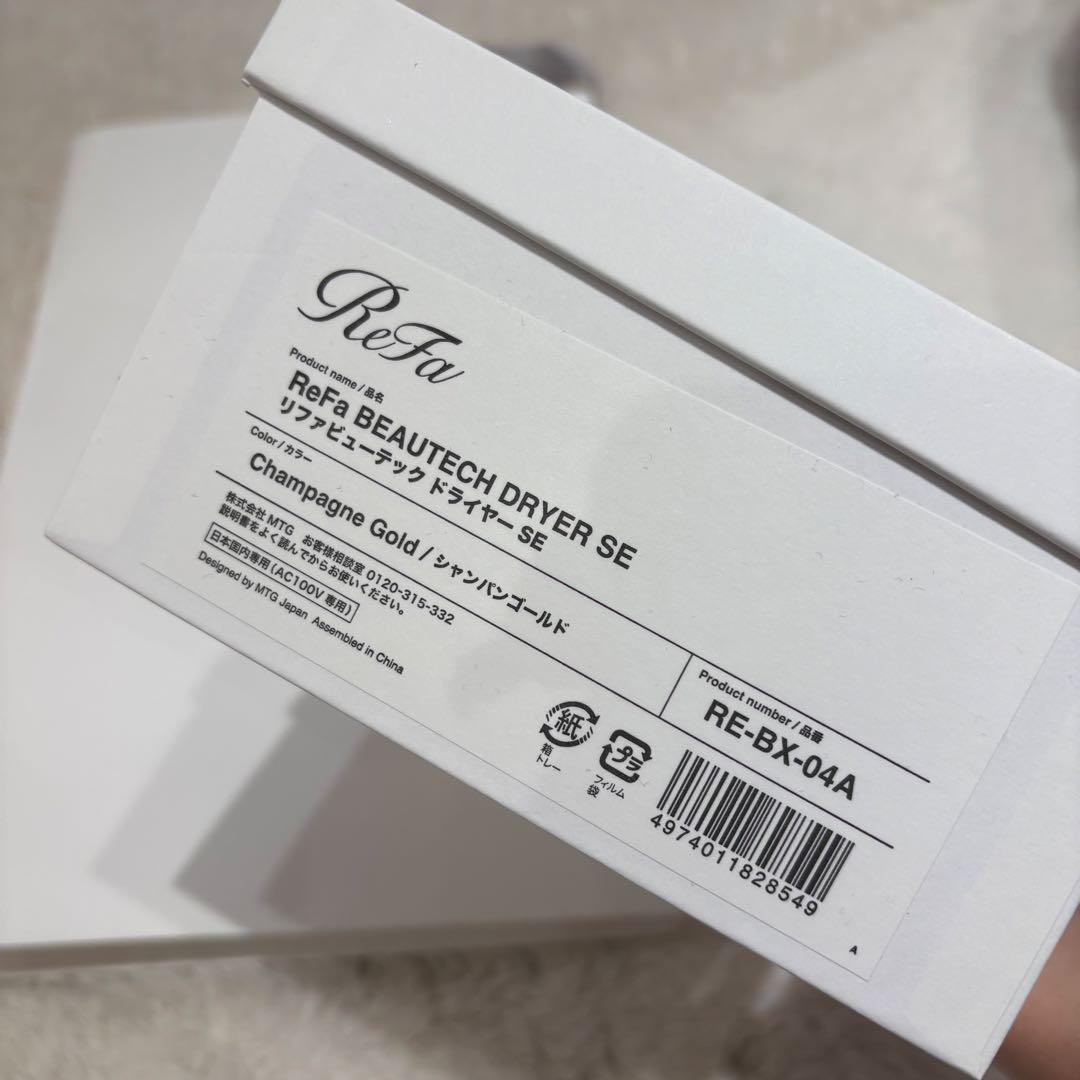 ReFa
Product name / 品名
ReFa BEAUTECH DRYER SE
リファビューテック ドライヤー SE
Color / カラー
Champagne Gold / シャンパンゴールド
Product number / 品番
RE-BX-04A
株式会社 MTG お客様相談室 0120-315-332
説明書をよく読んでからお使いください。
日本国内専用(AC100V 専用)
Designed by MTG Japan Assembled in China
紙
箱
トレー
プラ
フィルム
袋
4974011828549
A